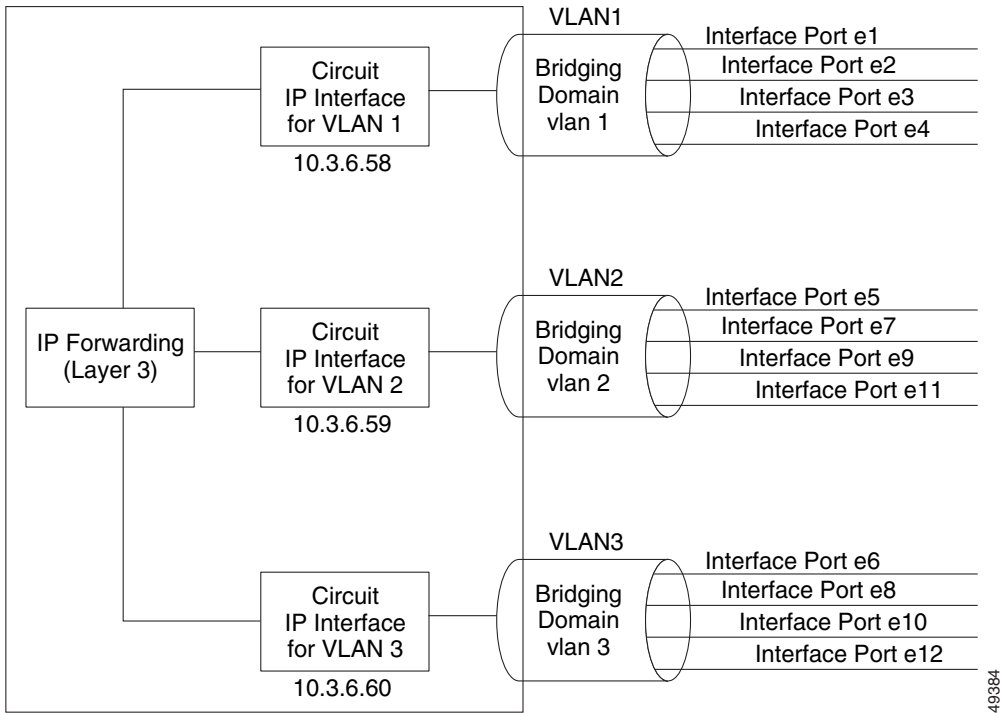 VLAN1
Circuit
IP Interface
for VLAN 1
10.3.6.58
Bridging
Domain
vlan 1
Interface Port e1
Interface Port e2
Interface Port e3
Interface Port e4
IP Forwarding
(Layer 3)
VLAN2
Circuit
IP Interface
for VLAN 2
10.3.6.59
Bridging
Domain
vlan 2
Interface Port e5
Interface Port e7
Interface Port e9
Interface Port e11
VLAN3
Circuit
IP Interface
for VLAN 3
10.3.6.60
Bridging
Domain
vlan 3
Interface Port e6
Interface Port e8
Interface Port e10
Interface Port e12
49384